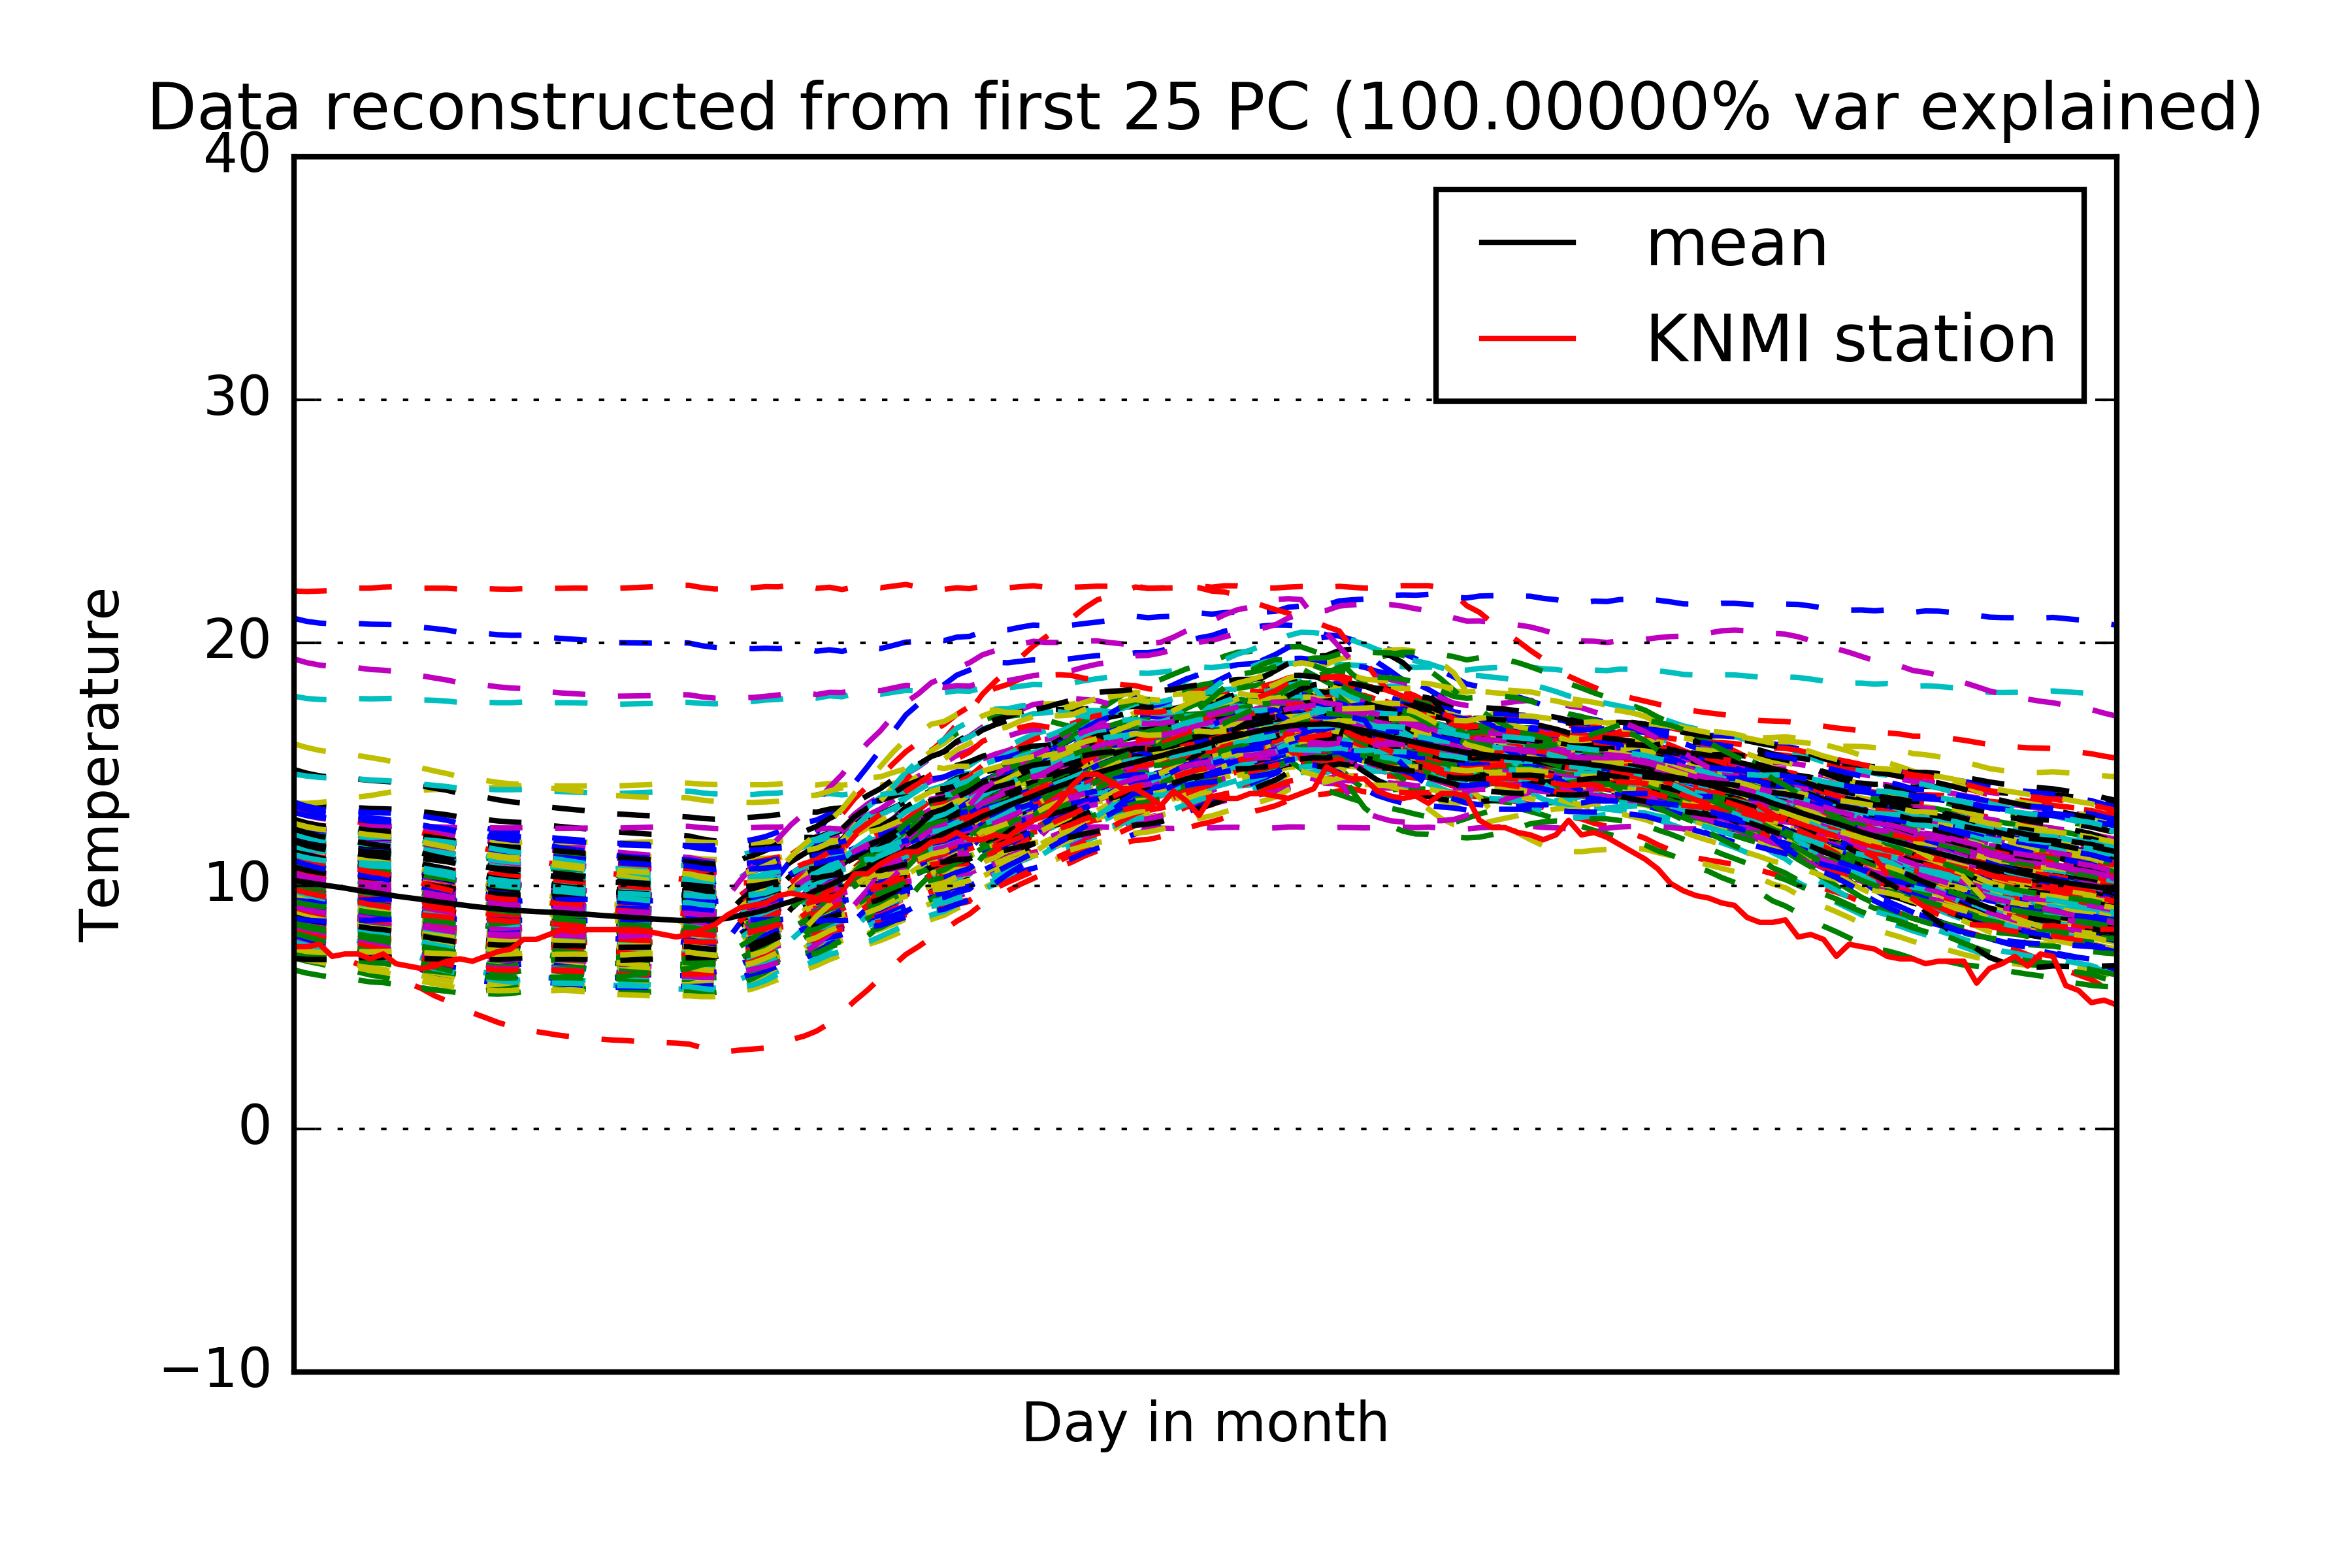 Data reconstructed from first 25 PC (100.00000% var explained)
40
30
20
10
0
−10
Temperature
Day in month
mean
KNMI station